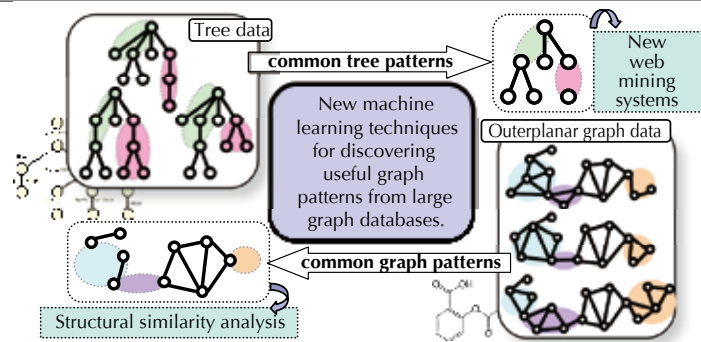 Tree data
common tree patterns
New
web
mining
systems
New machine
learning techniques
for discovering
useful graph
patterns from large
graph databases.
Outerplanar graph data
common graph patterns
Structural similarity analysis
O
OH
O
O